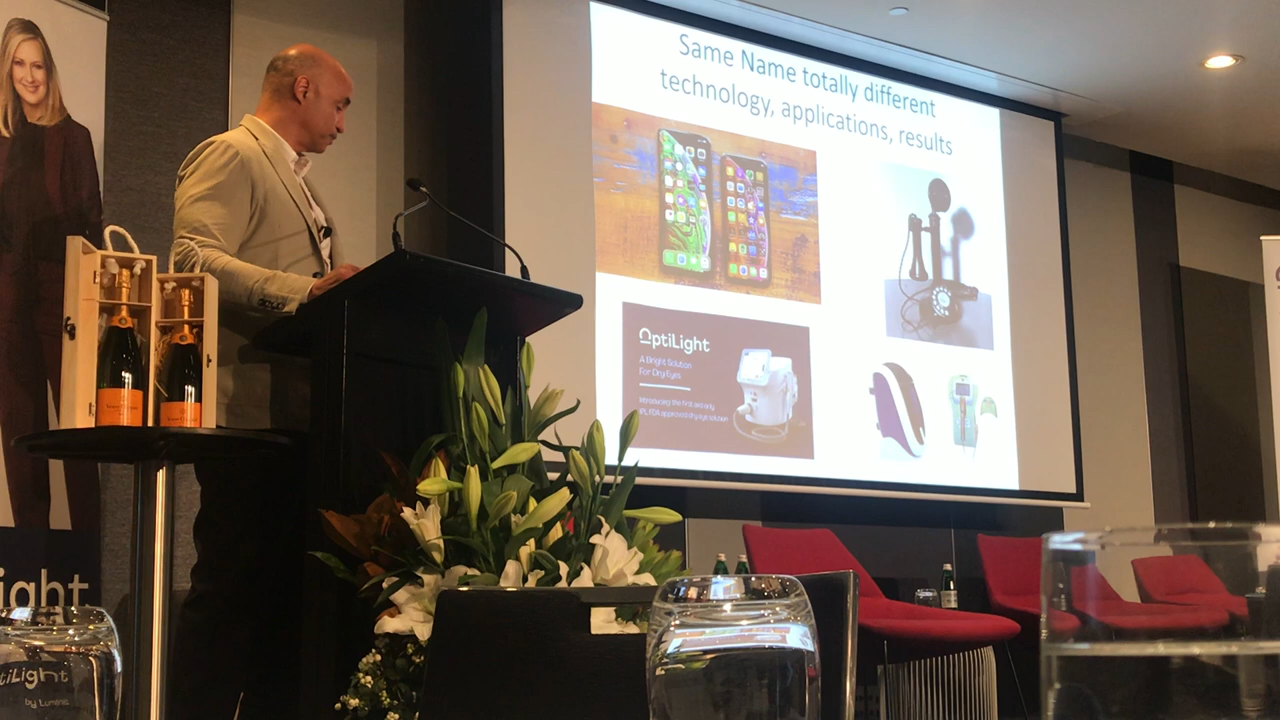 Same Name totally different
technology, applications, results
OptiLight
A Bright Solution
For Dry Eyes
Introducing the first and only
IPL FDA approved dry eye solution
ight
tiLight
by Lumenis